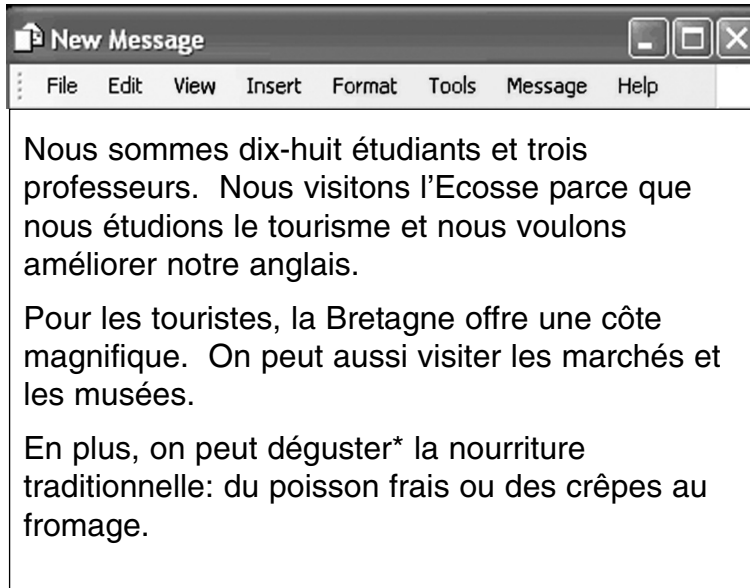 New Message
File Edit View Insert Format Tools Message Help
Nous sommes dix-huit étudiants et trois
professeurs. Nous visitons l'Ecosse parce que
nous étudions le tourisme et nous voulons
améliorer notre anglais.
Pour les touristes, la Bretagne offre une côte
magnifique. On peut aussi visiter les marchés et
les musées.
En plus, on peut déguster* la nourriture
traditionnelle: du poisson frais ou des crêpes au
fromage.